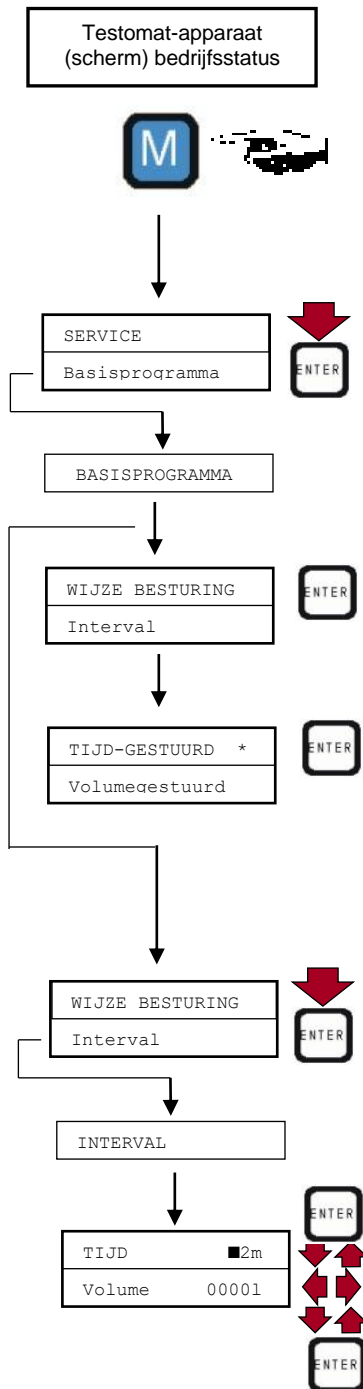 Testomat-apparaat
(scherm) bedrijfsstatus
M
SERVICE
Basisprogramma
ENTER
BASISPROGRAMMA
WIJZE BESTURING
Interval
ENTER
TIJD-GESTUURD *
Volumegestuurd
ENTER
WIJZE BESTURING
Interval
ENTER
INTERVAL
ENTER
TIJD ■2m
Volume 0000l
ENTER